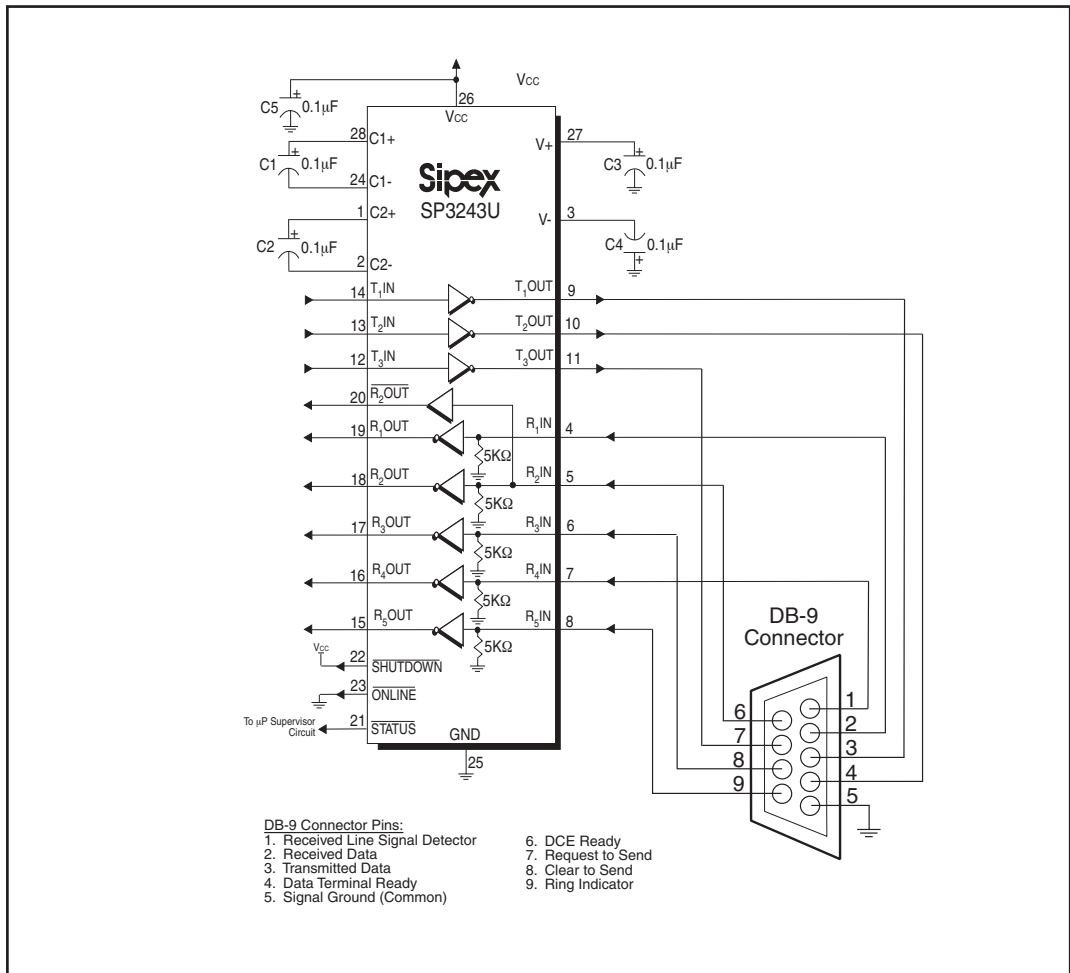 VCC
26
VCC
C5
+
0.1µF
28
C1+
C1
+
0.1µF
24
C1-
1
C2+
C2
+
0.1µF
2
C2-
Sipex
SP3243U
V+
27
C3
+
0.1µF
V-
3
C4
0.1µF
+
14
T1IN
T1OUT
9
13
T2IN
T2OUT
10
12
T3IN
T3OUT
11
20
R2OUT
19
R1OUT
R1IN
4
5KΩ
18
R2OUT
R2IN
5
5KΩ
17
R3OUT
R3IN
6
5KΩ
16
R4OUT
R4IN
7
5KΩ
15
R5OUT
R5IN
8
5KΩ
VCC
22
SHUTDOWN
23
ONLINE
To µP Supervisor
Circuit
21
STATUS
GND
25
DB-9
Connector
6
7
8
9
1
2
3
4
5
DB-9 Connector Pins:
1. Received Line Signal Detector
2. Received Data
3. Transmitted Data
4. Data Terminal Ready
5. Signal Ground (Common)
6. DCE Ready
7. Request to Send
8. Clear to Send
9. Ring Indicator